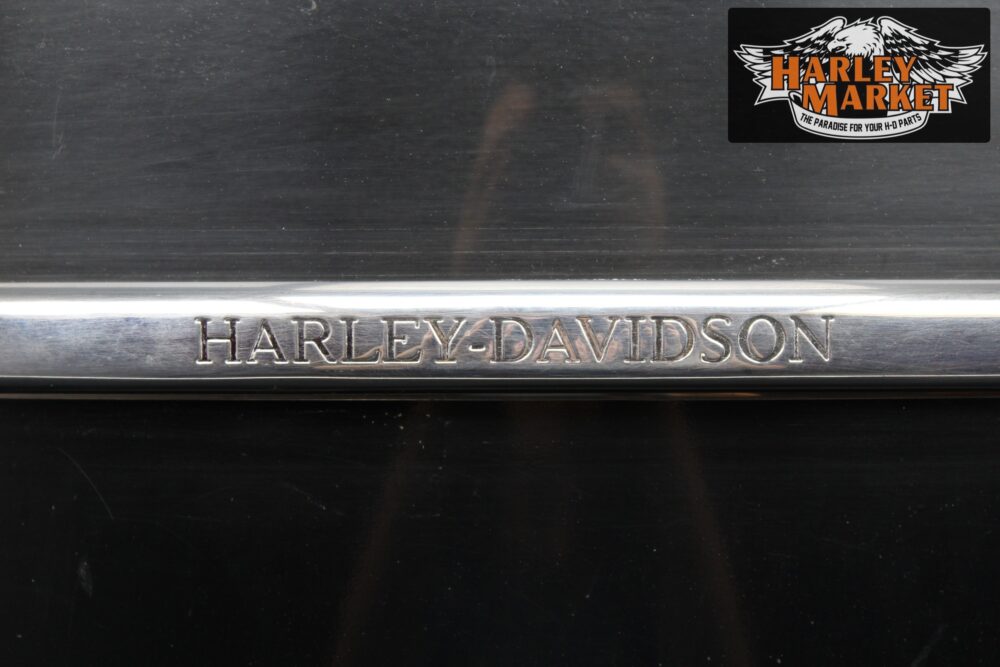 HARLEY
MARKET
THE PARADISE FOR YOUR H-D PARTS
HARLEY-DAVIDSON